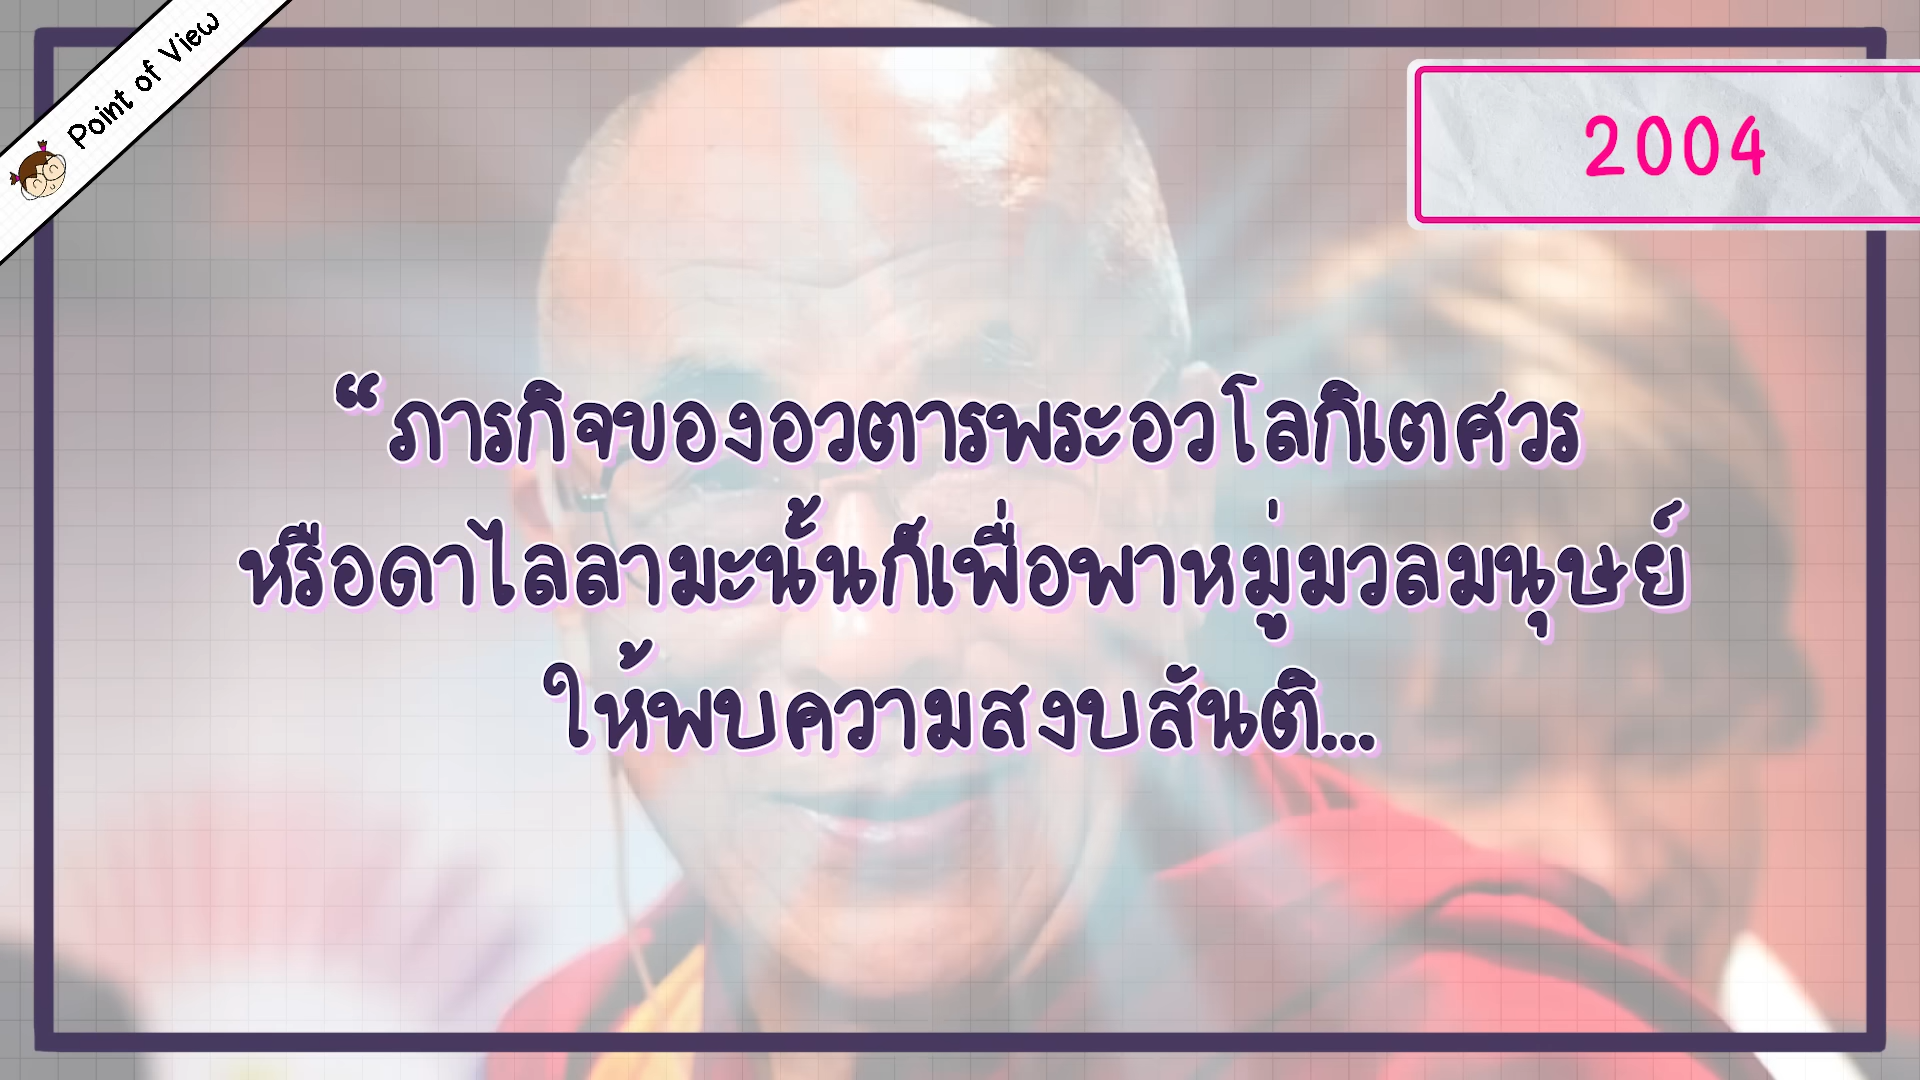 Point of View
2004
“ภารกิจของอวตารพระอวโลกิเตศวร
หรือดาไลลามะนั้นก็เพื่อพาหมู่มวลมนุษย์
ให้พบความสงบสันติ...